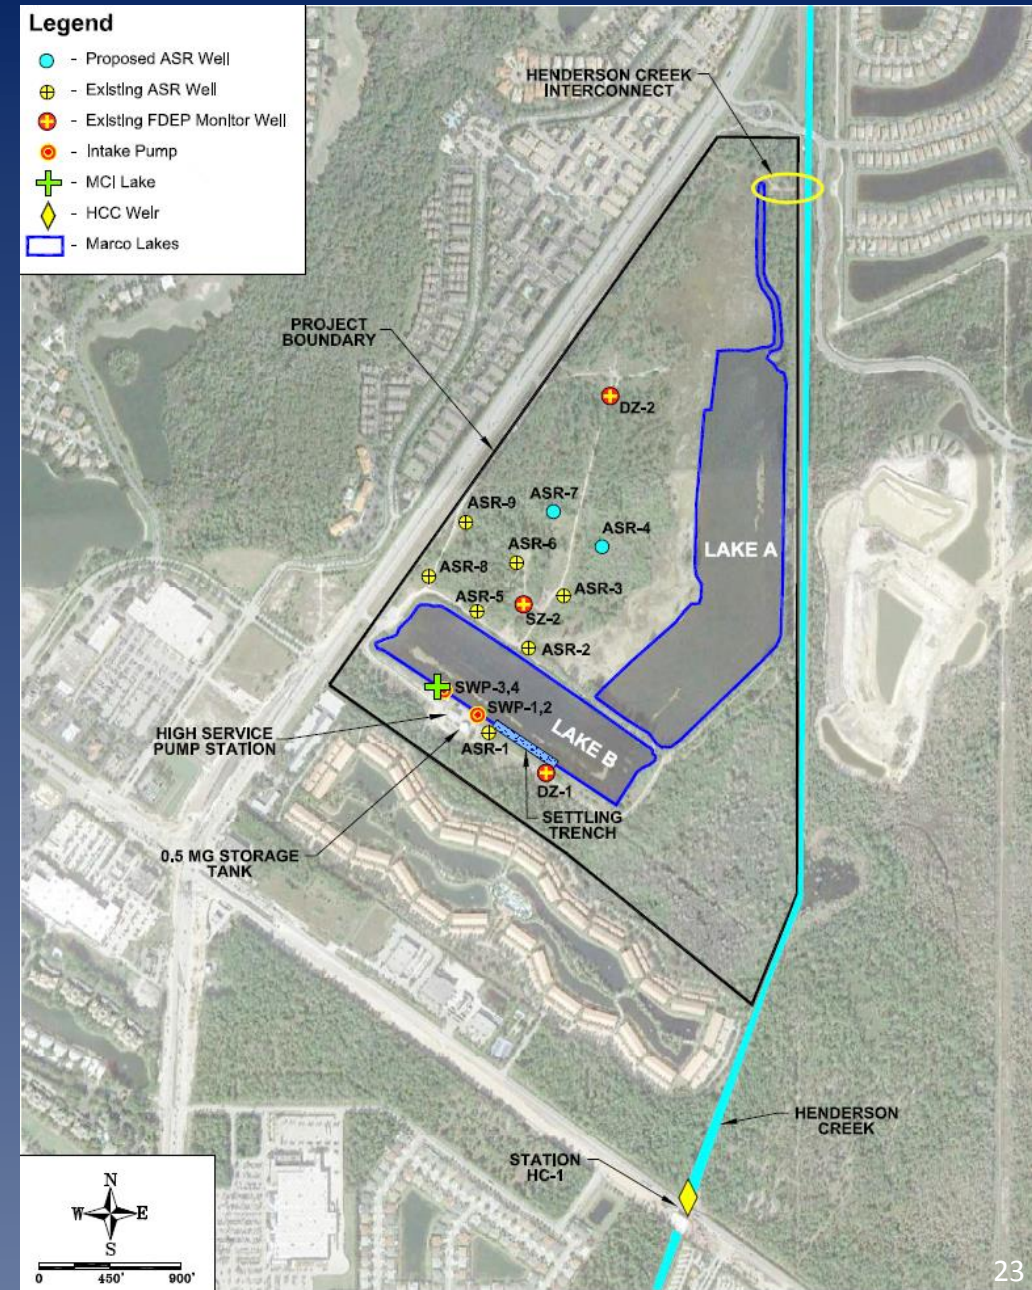 Legend
- Proposed ASR Well
- Existing ASR Well
- Existing FDEP Monitor Well
- Intake Pump
- MCI Lake
- HCC Weir
- Marco Lakes
HENDERSON CREEK
INTERCONNECT
PROJECT
BOUNDARY
DZ-2
ASR-9
ASR-7
ASR-4
ASR-6
LAKE A
ASR-8
ASR-3
ASR-5
SZ-2
ASR-2
SWP-3,4
SWP-1,2
HIGH SERVICE
PUMP STATION
ASR-1
LAKE B
DZ-1
SETTLING
TRENCH
0.5 MG STORAGE
TANK
HENDERSON
CREEK
STATION
HC-1
N
W E
S
0 450' 900'
23